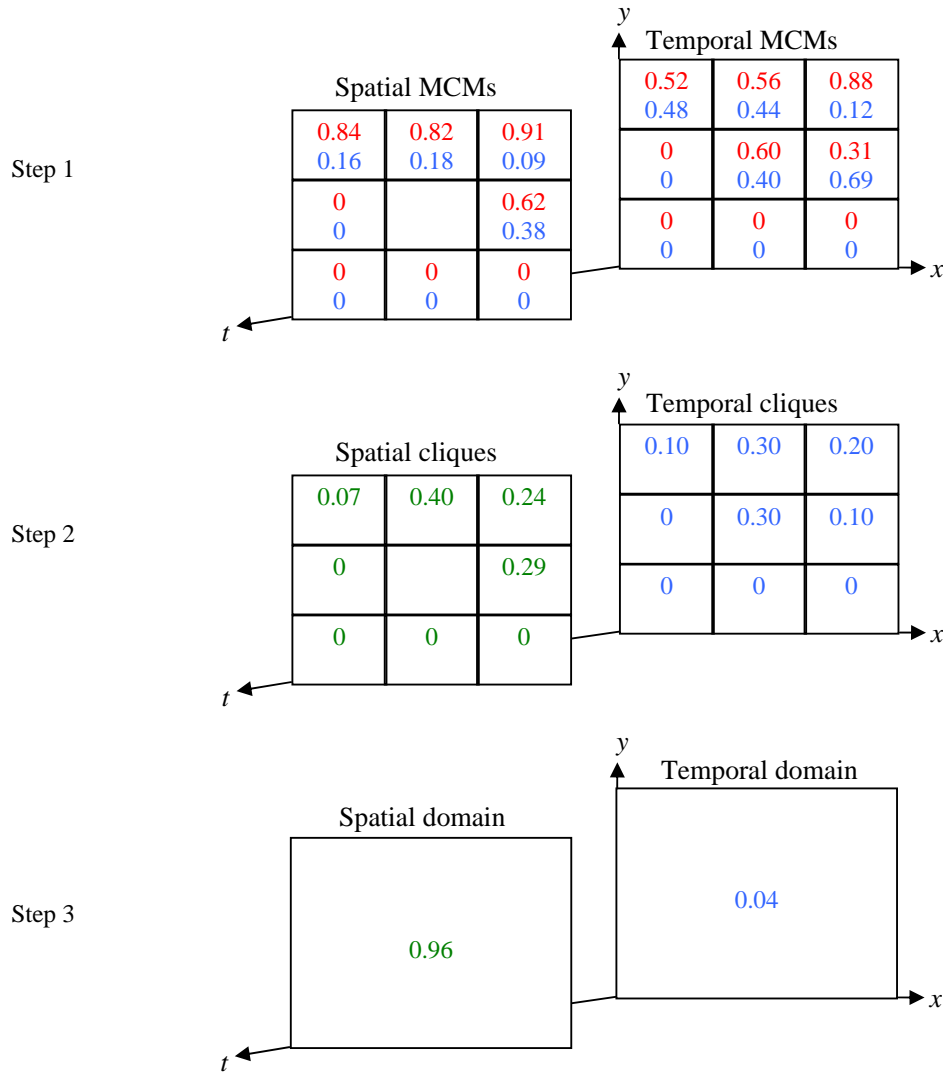 Step 1
Spatial MCMs
0.84 0.82 0.91
0.16 0.18 0.09
0 0.62
0 0.38
0 0 0
0 0 0
t
y
Temporal MCMs
0.52 0.56 0.88
0.48 0.44 0.12
0 0.60 0.31
0 0.40 0.69
0 0 0
0 0 0
x
Step 2
Spatial cliques
0.07 0.40 0.24
0 0.29
0 0 0
t
y
Temporal cliques
0.10 0.30 0.20
0 0.30 0.10
0 0 0
x
Step 3
Spatial domain
0.96
t
y
Temporal domain
0.04
x